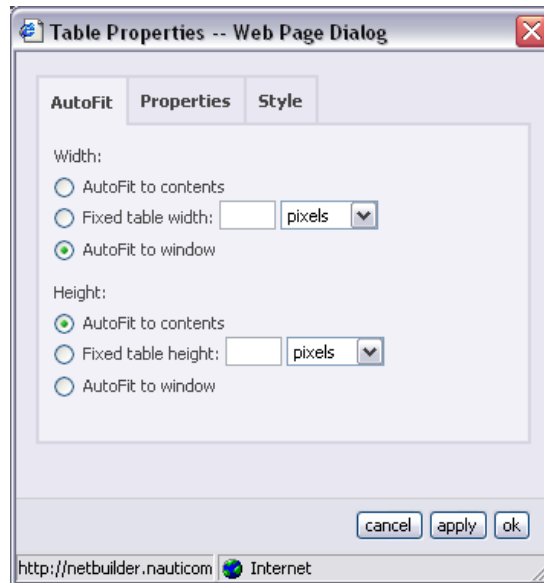 Table Properties -- Web Page Dialog
AutoFit Properties Style
Width:
AutoFit to contents
Fixed table width: pixels
AutoFit to window
Height:
AutoFit to contents
Fixed table height: pixels
AutoFit to window
cancel apply ok
http://netbuilder.nauticom Internet